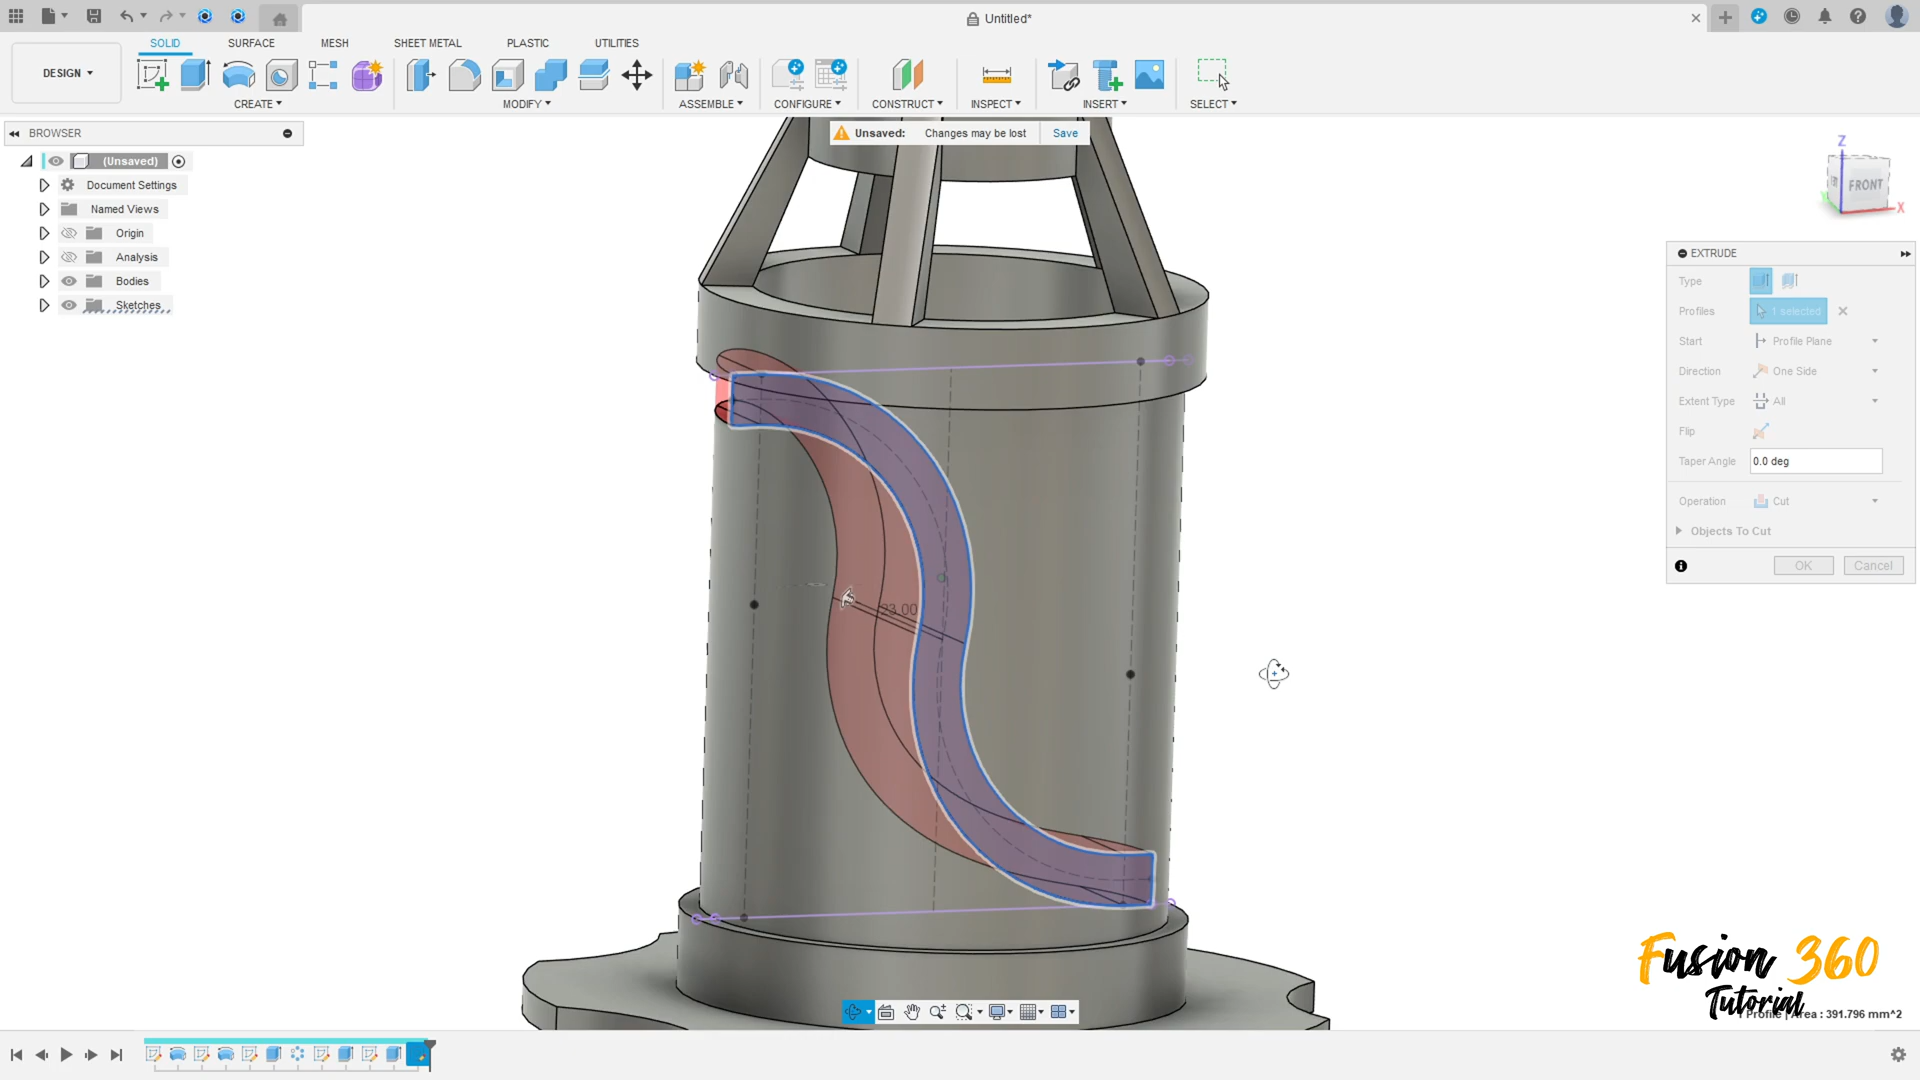 Untitled*
SOLID
SURFACE
MESH
SHEET METAL
PLASTIC
UTILITIES
DESIGN
CREATE
MODIFY
ASSEMBLE
CONFIGURE
CONSTRUCT
INSPECT
INSERT
SELECT
BROWSER
Unsaved: Changes may be lost Save
(Unsaved)
Document Settings
Named Views
Origin
Analysis
Bodies
Sketches
Z
FRONT
X
EXTRUDE
Type
Profiles 1 selected
Start Profile Plane
Direction One Side
Extent Type All
Flip
Taper Angle 0.0 deg
Operation Cut
Objects To Cut
OK Cancel
23.00
Fusion 360
Tutorial
1 Profile | Area : 391.796 mm^2